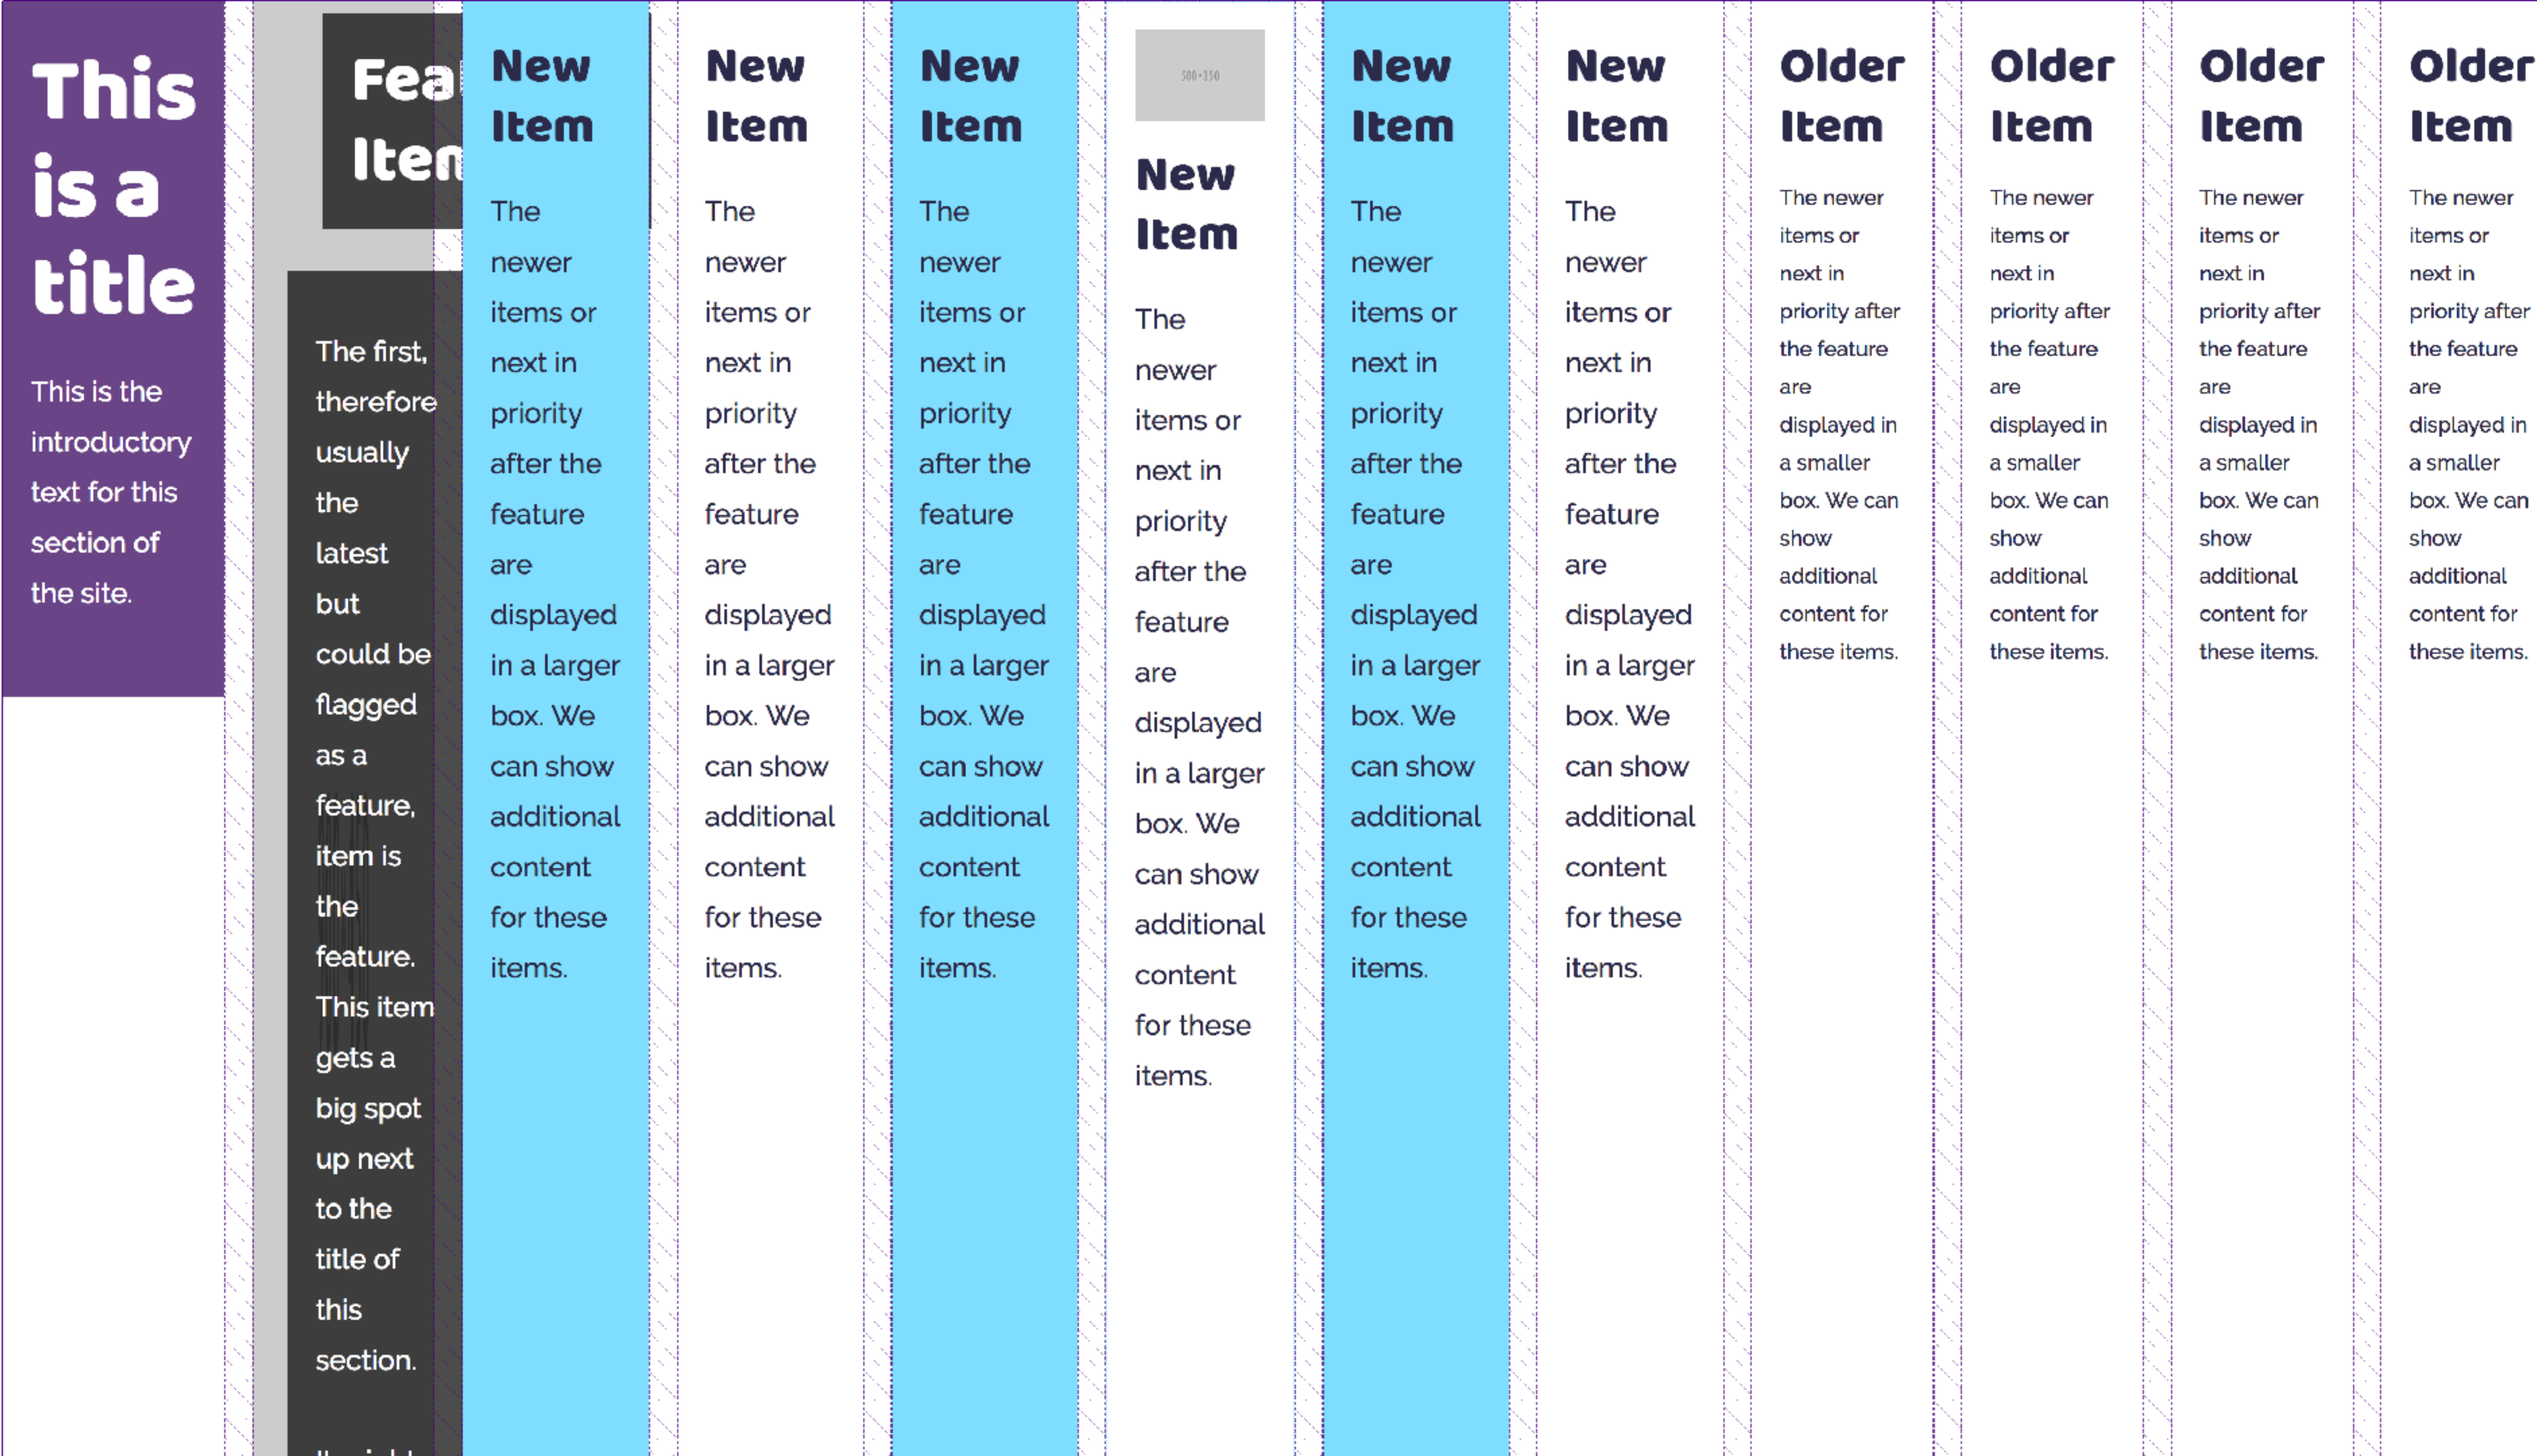 This
is a
title
This is the
introductory
text for this
section of
the site.
Fea
Iten
The first,
therefore
usually
the
latest
but
could be
flagged
as a
feature,
item is
the
feature.
This item
gets a
big spot
up next
to the
title of
this
section.
New
Item
The
newer
items or
next in
priority
after the
feature
are
displayed
in a larger
box. We
can show
additional
content
for these
items.
New
Item
The
newer
items or
next in
priority
after the
feature
are
displayed
in a larger
box. We
can show
additional
content
for these
items.
New
Item
The
newer
items or
next in
priority
after the
feature
are
displayed
in a larger
box. We
can show
additional
content
for these
items.
500×350
New
Item
The
newer
items or
next in
priority
after the
feature
are
displayed
in a larger
box. We
can show
additional
content
for these
items.
New
Item
The
newer
items or
next in
priority
after the
feature
are
displayed
in a larger
box. We
can show
additional
content
for these
items.
New
Item
The
newer
items or
next in
priority
after the
feature
are
displayed
in a larger
box. We
can show
additional
content
for these
items.
Older
Item
The newer
items or
next in
priority after
the feature
are
displayed in
a smaller
box. We can
show
additional
content for
these items.
Older
Item
The newer
items or
next in
priority after
the feature
are
displayed in
a smaller
box. We can
show
additional
content for
these items.
Older
Item
The newer
items or
next in
priority after
the feature
are
displayed in
a smaller
box. We can
show
additional
content for
these items.
Older
Item
The newer
items or
next in
priority after
the feature
are
displayed in
a smaller
box. We can
show
additional
content for
these items.